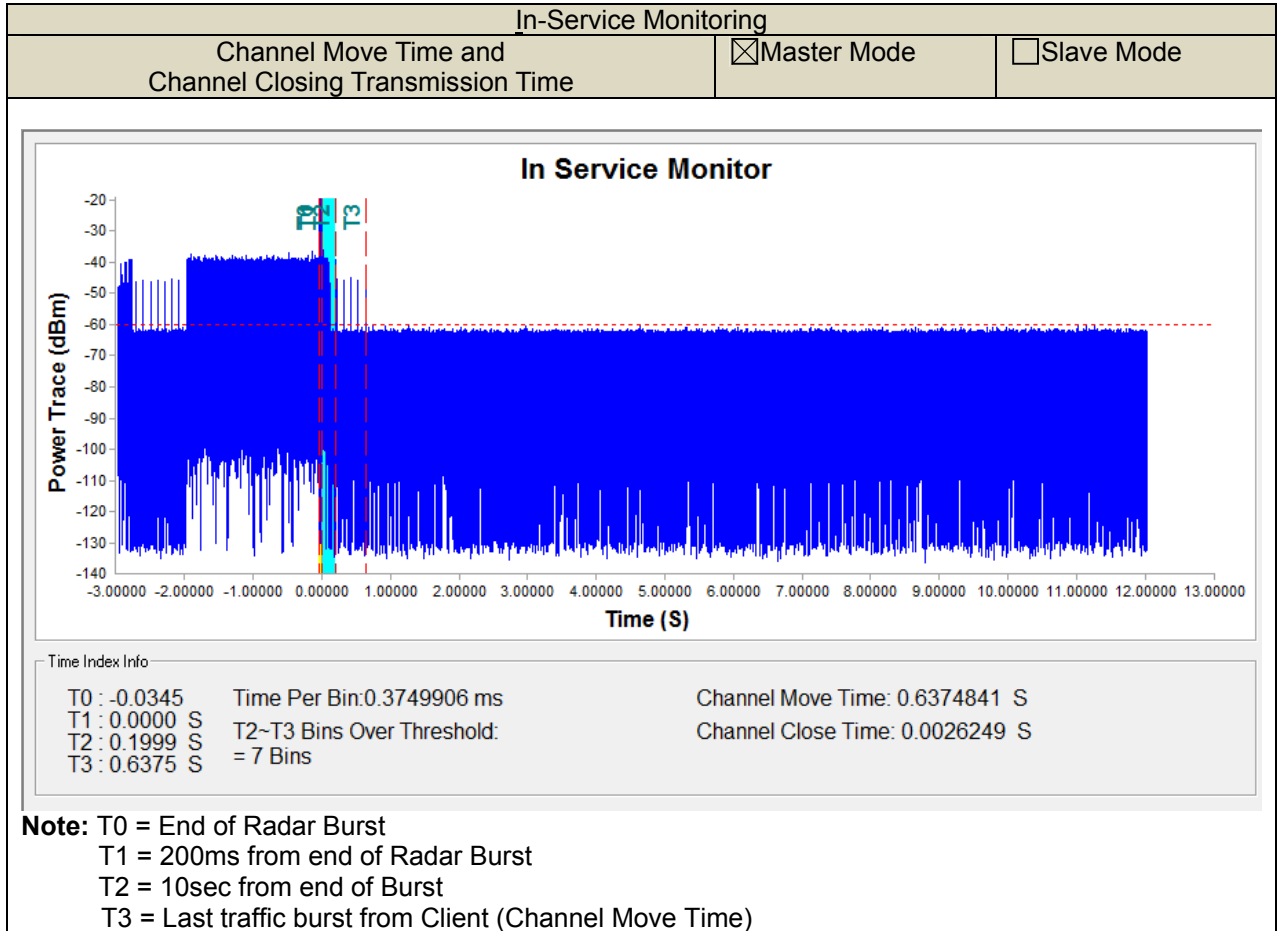 In-Service Monitoring
Channel Move Time and
Channel Closing Transmission Time
☒Master Mode
☐Slave Mode
In Service Monitor
T0 T1 T2 T3
-20
-30
-40
-50
-60
-70
-80
-90
-100
-110
-120
-130
-140
Power Trace (dBm)
-3.00000 -2.00000 -1.00000 0.00000 1.00000 2.00000 3.00000 4.00000 5.00000 6.00000 7.00000 8.00000 9.00000 10.00000 11.00000 12.00000 13.00000
Time (S)
Time Index Info
T0 : -0.0345
T1 : 0.0000 S
T2 : 0.1999 S
T3 : 0.6375 S
Time Per Bin:0.3749906 ms
T2~T3 Bins Over Threshold:
= 7 Bins
Channel Move Time: 0.6374841 S
Channel Close Time: 0.0026249 S
Note: T0 = End of Radar Burst
T1 = 200ms from end of Radar Burst
T2 = 10sec from end of Burst
T3 = Last traffic burst from Client (Channel Move Time)